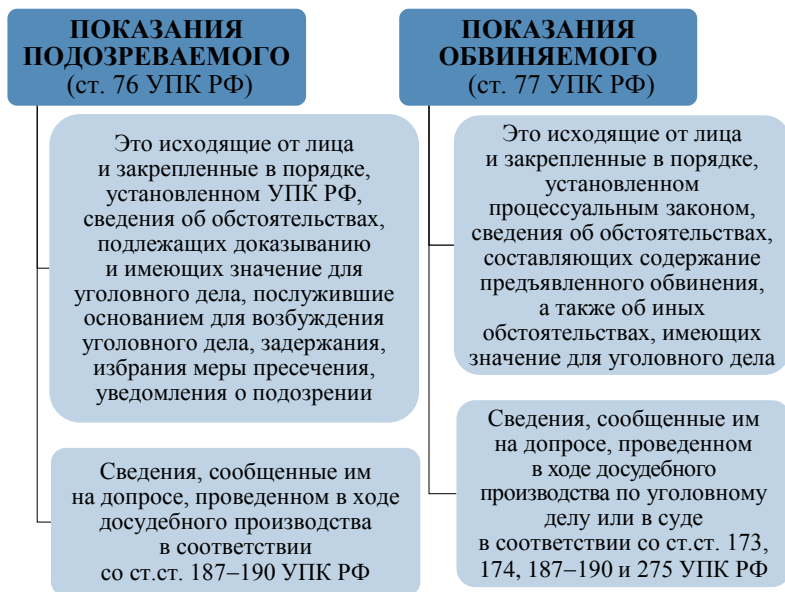 ПОКАЗАНИЯ
ПОДОЗРЕВАЕМОГО
(ст. 76 УПК РФ)
Это исходящие от лица
и закрепленные в порядке,
установленном УПК РФ,
сведения об обстоятельствах,
подлежащих доказыванию
и имеющих значение для
уголовного дела, послужившие
основанием для возбуждения
уголовного дела, задержания,
избрания меры пресечения,
уведомления о подозрении
Сведения, сообщенные им
на допросе, проведенном в ходе
досудебного производства
в соответствии
со ст.ст. 187–190 УПК РФ
ПОКАЗАНИЯ
ОБВИНЯЕМОГО
(ст. 77 УПК РФ)
Это исходящие от лица
и закрепленные в порядке,
установленном
процессуальным законом,
сведения об обстоятельствах,
составляющих содержание
предъявленного обвинения,
а также об иных
обстоятельствах, имеющих
значение для уголовного дела
Сведения, сообщенные им
на допросе, проведенном
в ходе досудебного
производства по уголовному
делу или в суде
в соответствии со ст.ст. 173,
174, 187–190 и 275 УПК РФ